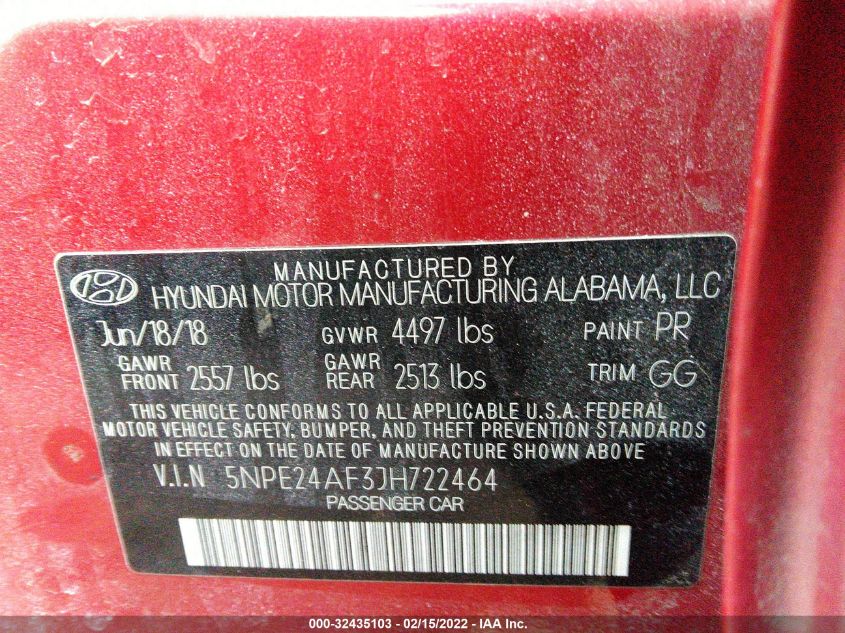 MANUFACTURED BY
HYUNDAI MOTOR MANUFACTURING ALABAMA, LLC
Jun/18/18 GVWR 4497 lbs PAINT PR
GAWR FRONT 2557 lbs GAWR REAR 2513 lbs TRIM GG
THIS VEHICLE CONFORMS TO ALL APPLICABLE U.S.A. FEDERAL
MOTOR VEHICLE SAFETY, BUMPER, AND THEFT PREVENTION STANDARDS
IN EFFECT ON THE DATE OF MANUFACTURE SHOWN ABOVE
V.I.N 5NPE24AF3JH722464
PASSENGER CAR
000-32435103 - 02/15/2022 - IAA Inc.